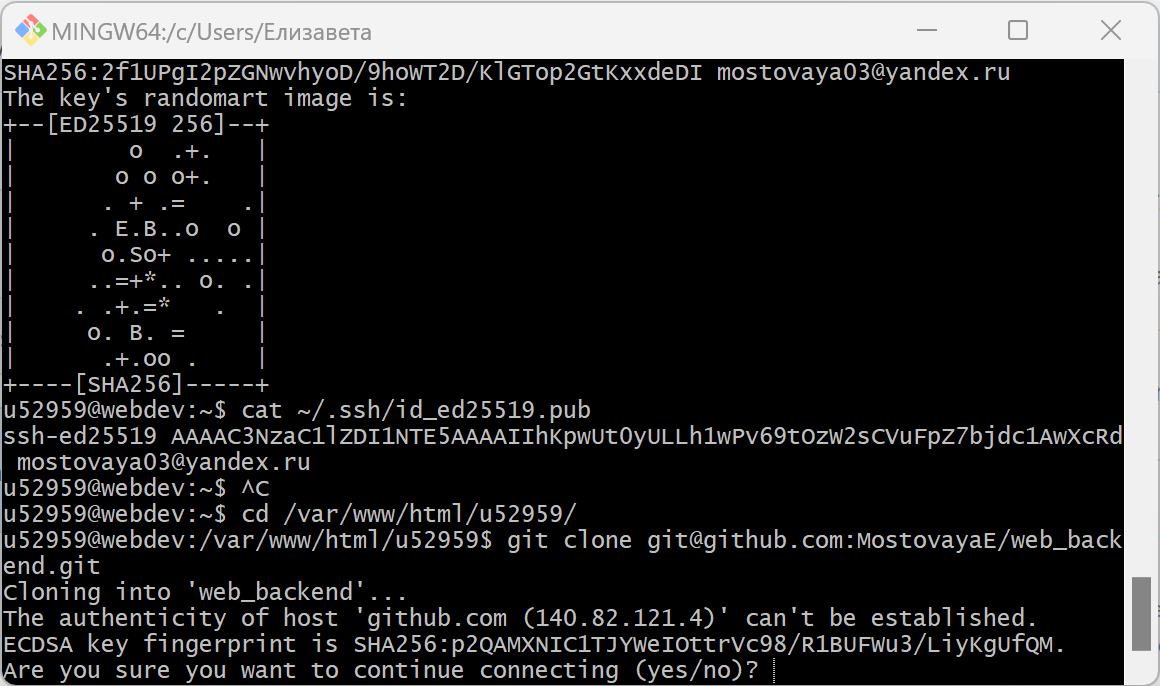 MINGW64:/c/Users/Елизавета
SHA256:2f1UPgI2pZGNwvhyoD/9hoWT2D/KlGTop2GtKxxdeDI mostovaya03@yandex.ru
The key's randomart image is:
+--[ED25519 256]--+
|        o  .+.   |
|       o o o+.   |
|      . + .=    .|
|     . E.B..o  o |
|      o.So+ .....|
|     ..=+*.. o. .|
|    . .+.=*   .  |
|     o. B. =     |
|      .+.oo .    |
+----[SHA256]-----+
u52959@webdev:~$ cat ~/.ssh/id_ed25519.pub
ssh-ed25519 AAAAC3NzaC1lZDI1NTE5AAAAIIhKpwUt0yULLh1wPv69tOzW2sCVuFpZ7bjdc1AwXcRd
 mostovaya03@yandex.ru
u52959@webdev:~$ ^C
u52959@webdev:~$ cd /var/www/html/u52959/
u52959@webdev:/var/www/html/u52959$ git clone git@github.com:MostovayaE/web_back
end.git
Cloning into 'web_backend'...
The authenticity of host 'github.com (140.82.121.4)' can't be established.
ECDSA key fingerprint is SHA256:p2QAMXNIC1TJYWeIOttrVc98/R1BUFWu3/LiyKgUfQM.
Are you sure you want to continue connecting (yes/no)?